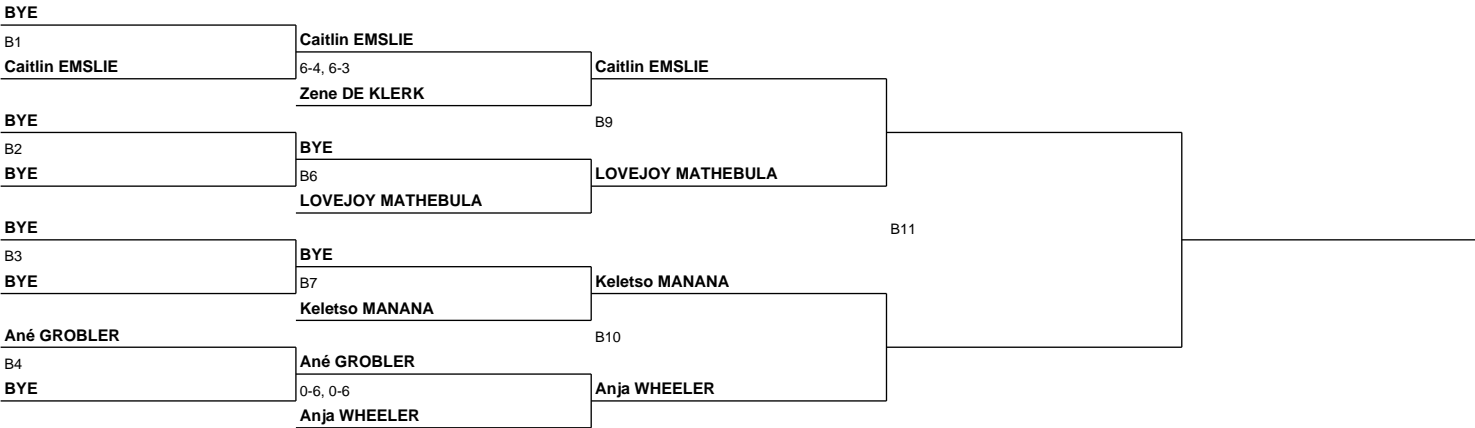 BYE
B1
Caitlin EMSLIE
Caitlin EMSLIE
6-4, 6-3
Zene DE KLERK
Caitlin EMSLIE
BYE
B2
BYE
BYE
B6
LOVEJOY MATHEBULA
B9
LOVEJOY MATHEBULA
BYE
B3
BYE
BYE
B7
Keletso MANANA
Keletso MANANA
B11
Ané GROBLER
B4
BYE
Ané GROBLER
0-6, 0-6
Anja WHEELER
B10
Anja WHEELER